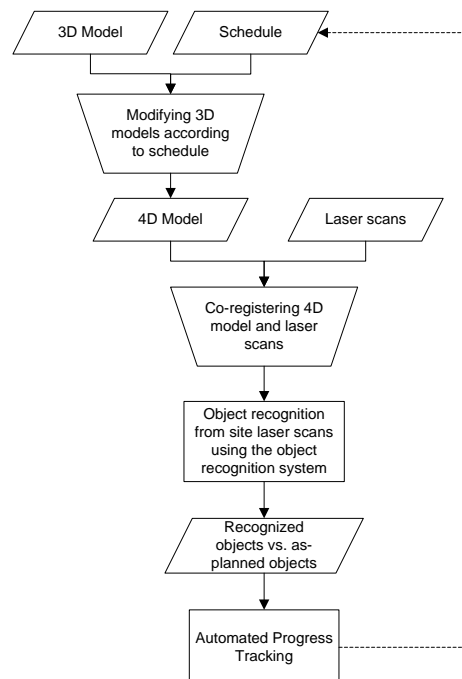 3D Model
Schedule
Modifying 3D
models according
to schedule
4D Model
Laser scans
Co-registering 4D
model and laser
scans
Object recognition
from site laser scans
using the object
recognition system
Recognized
objects vs. as-
planned objects
Automated Progress
Tracking